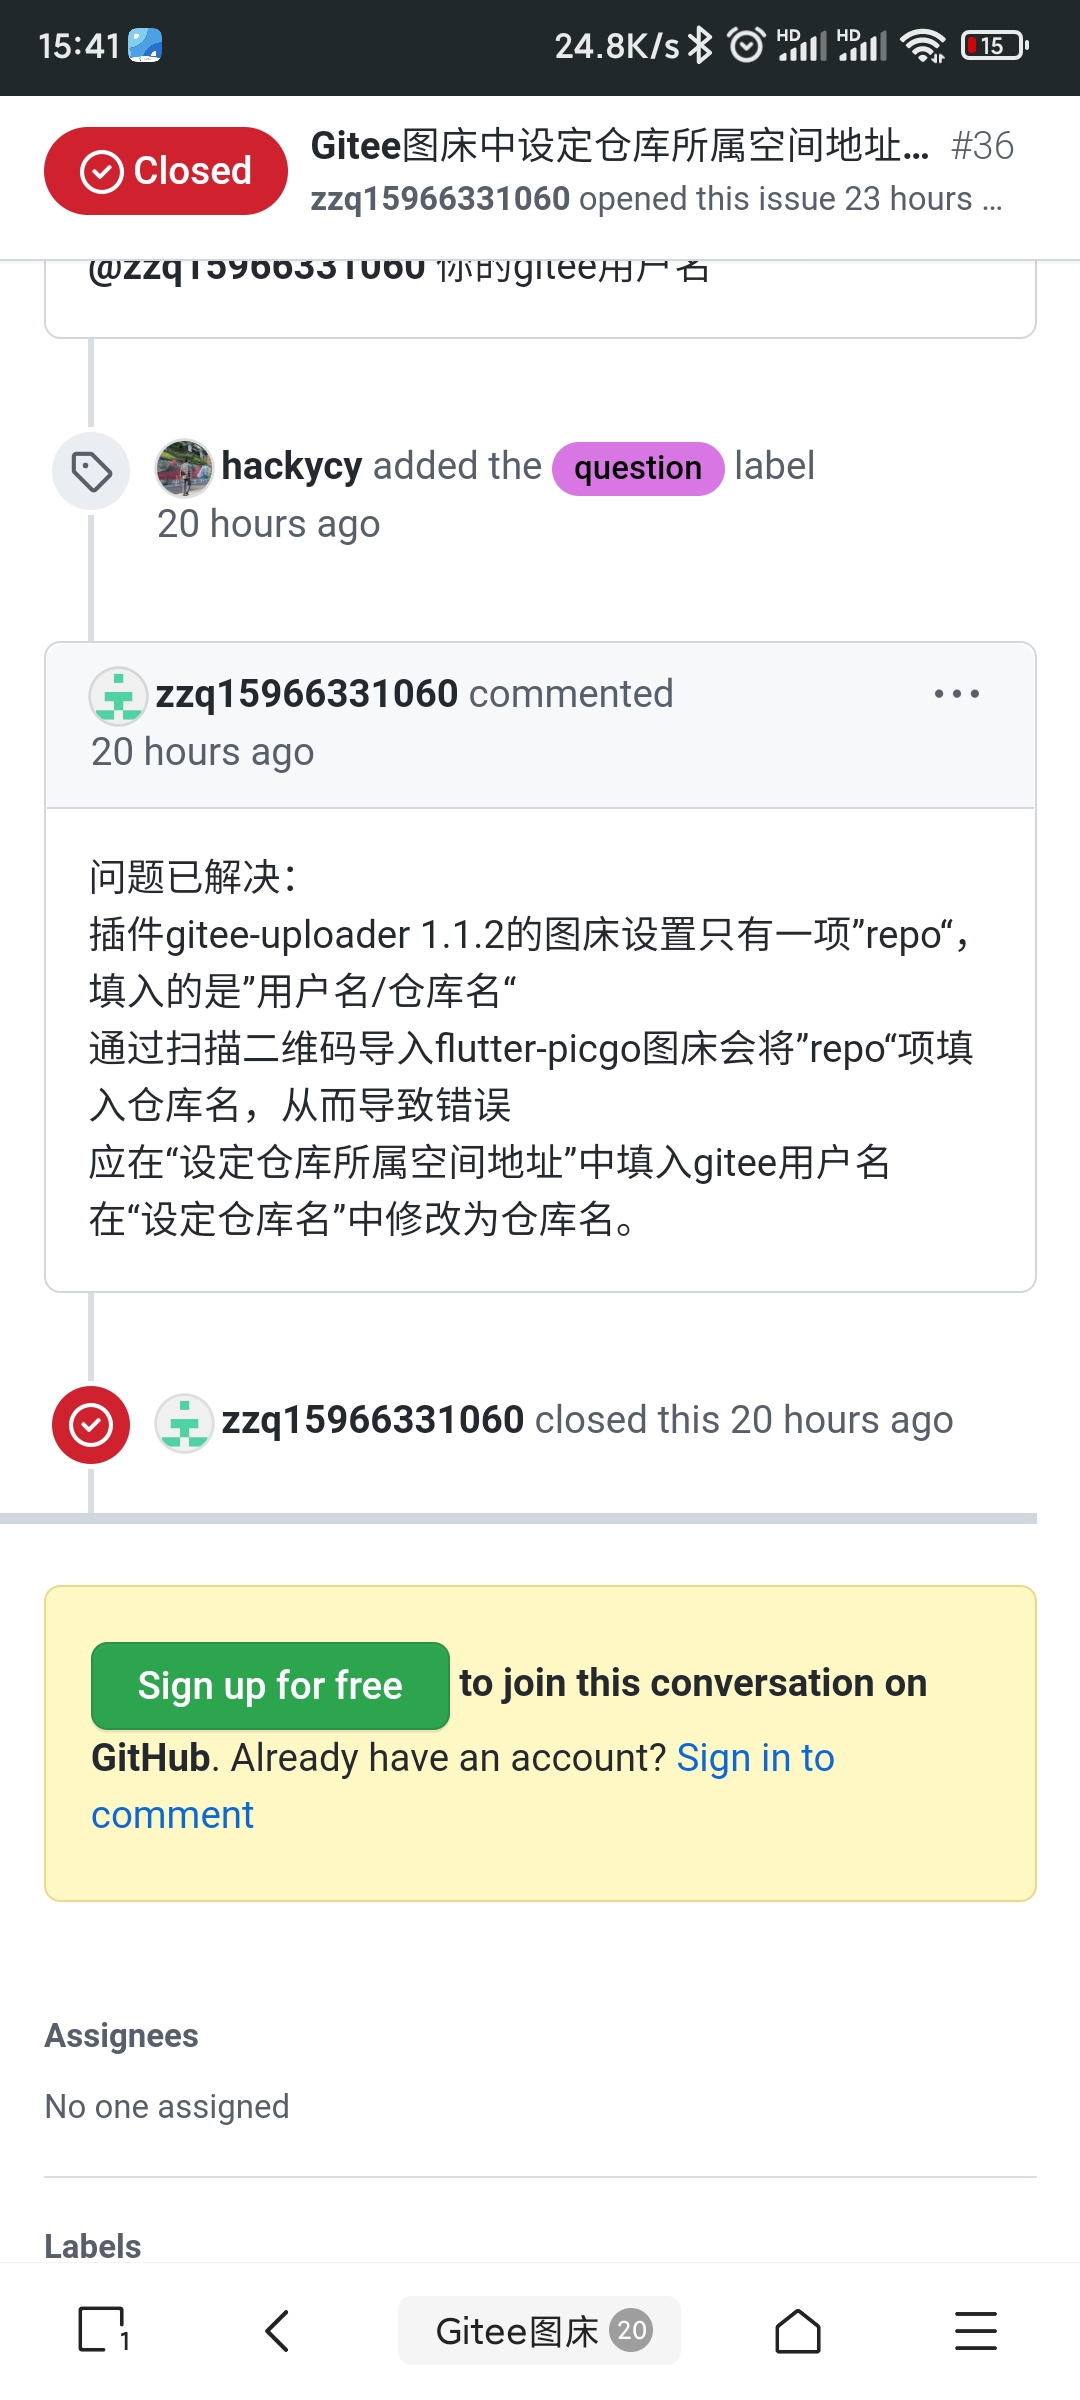 15:41
24.8K/s HD HD 15
Closed
Gitee图床中设定仓库所属空间地址... #36
zzq15966331060 opened this issue 23 hours ...
@zzq15966331060 你的gitee用户名
hackycy added the question label
20 hours ago
zzq15966331060 commented
20 hours ago
问题已解决：
插件gitee-uploader 1.1.2的图床设置只有一项”repo“，
填入的是”用户名/仓库名“
通过扫描二维码导入flutter-picgo图床会将”repo“项填
入仓库名，从而导致错误
应在“设定仓库所属空间地址”中填入gitee用户名
在“设定仓库名”中修改为仓库名。
zzq15966331060 closed this 20 hours ago
Sign up for free to join this conversation on
GitHub. Already have an account? Sign in to
comment
Assignees
No one assigned
Labels
1
Gitee图床 20